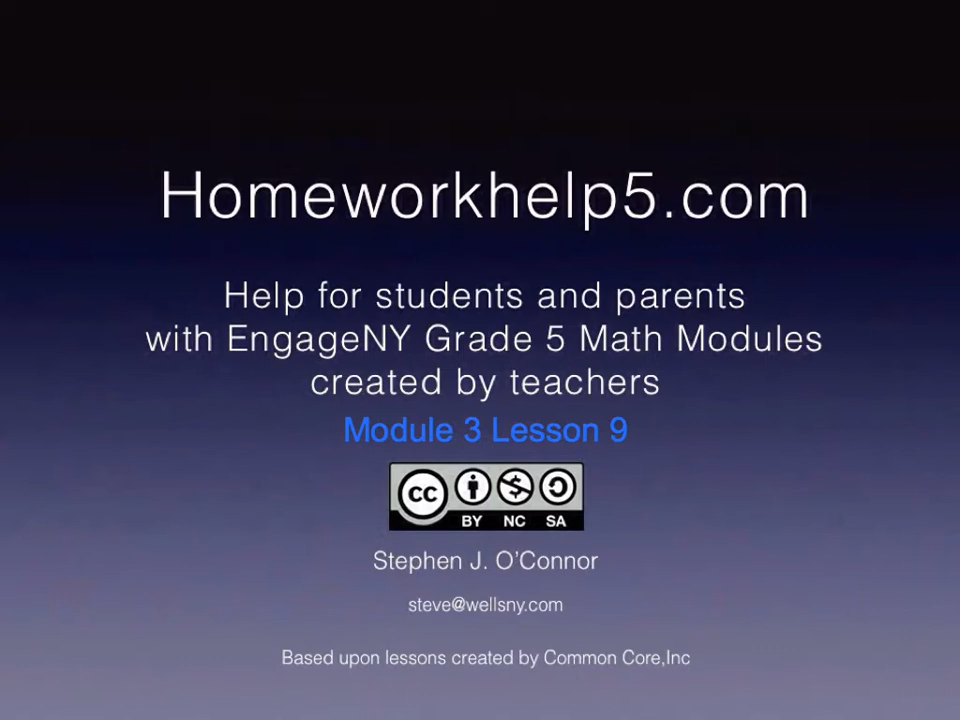 Homeworkhelp5.com
Help for students and parents
with EngageNY Grade 5 Math Modules
created by teachers
Module 3 Lesson 9
cc
BY NC SA
Stephen J. O'Connor
steve@wellsny.com
Based upon lessons created by Common Core,Inc